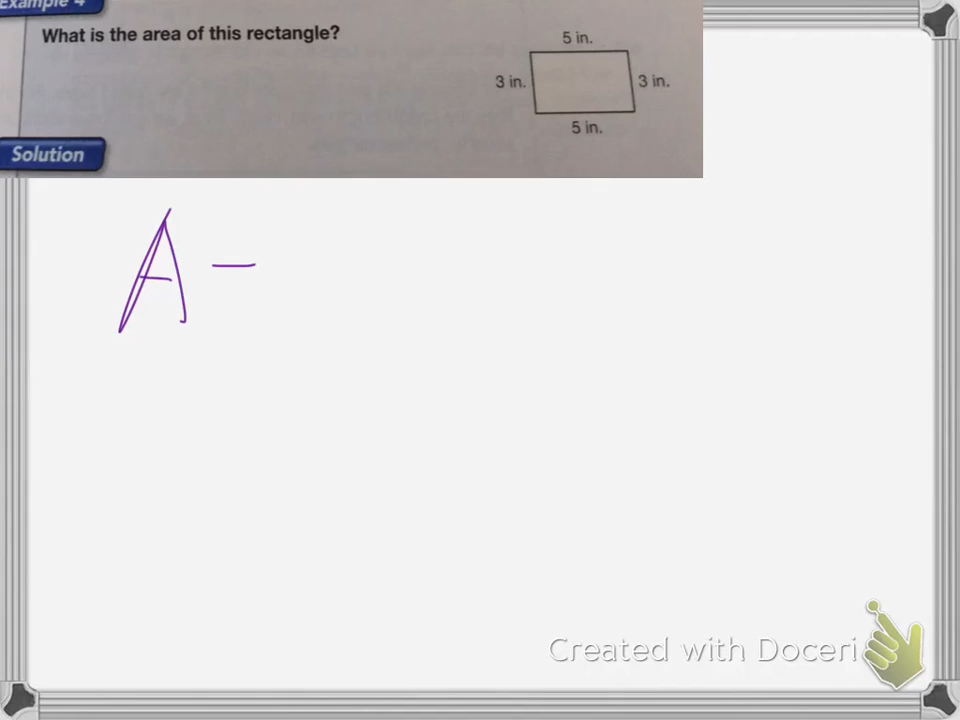 Example 4
What is the area of this rectangle?
5 in.
3 in.
3 in.
5 in.
Solution
A –
Created with Doceri